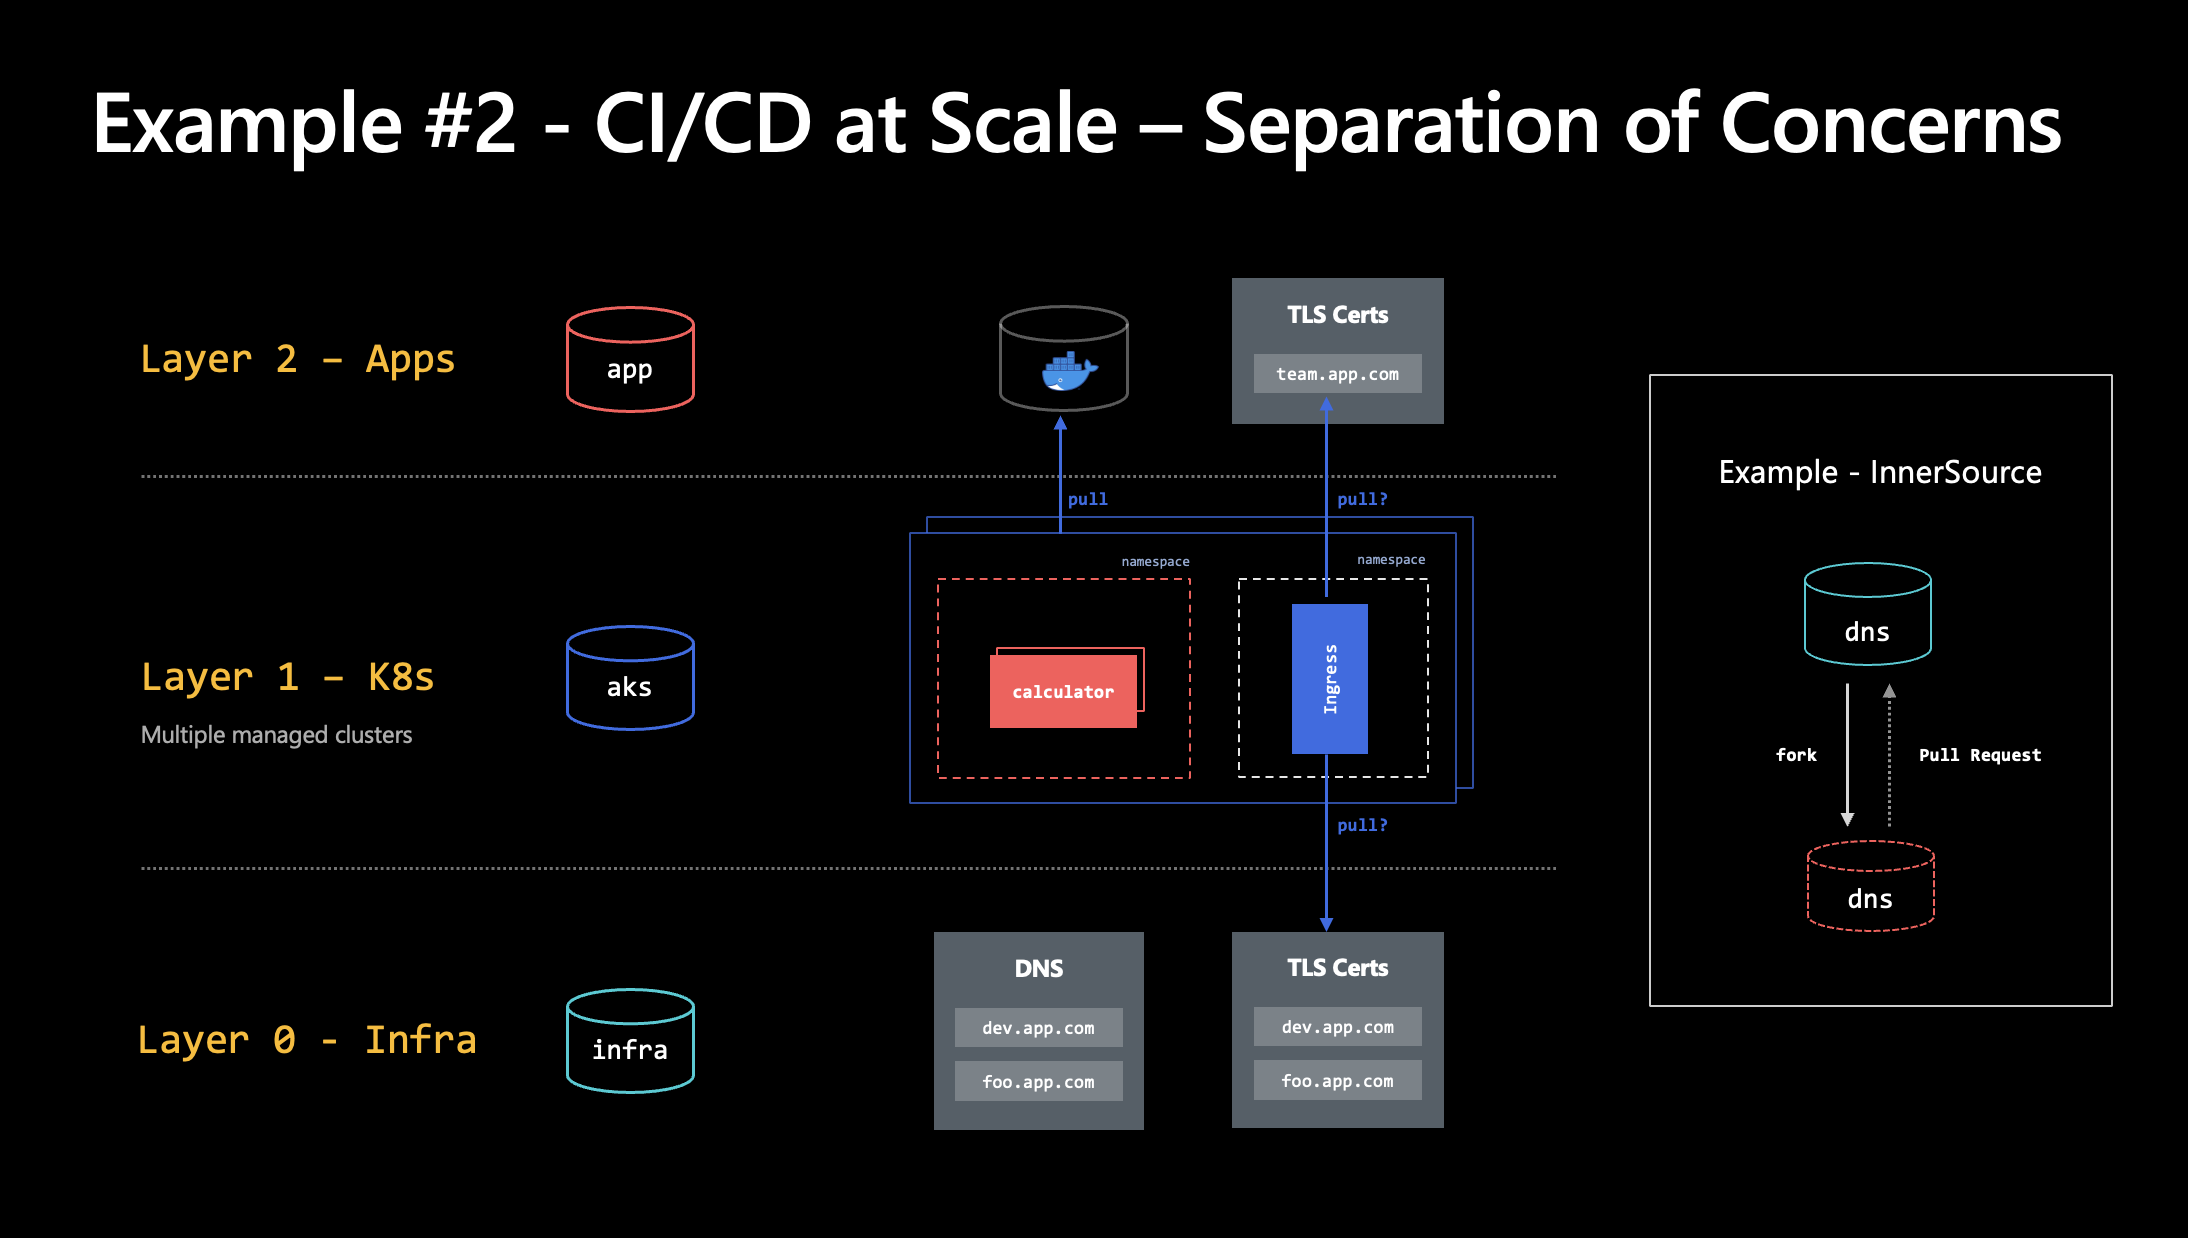 Example #2 - CI/CD at Scale – Separation of Concerns
Layer 2 – Apps
app
TLS Certs
team.app.com
pull
pull?
Layer 1 – K8s
Multiple managed clusters
aks
namespace
namespace
calculator
Ingress
pull?
Layer 0 - Infra
infra
DNS
dev.app.com
foo.app.com
TLS Certs
dev.app.com
foo.app.com
Example - InnerSource
dns
fork
Pull Request
dns